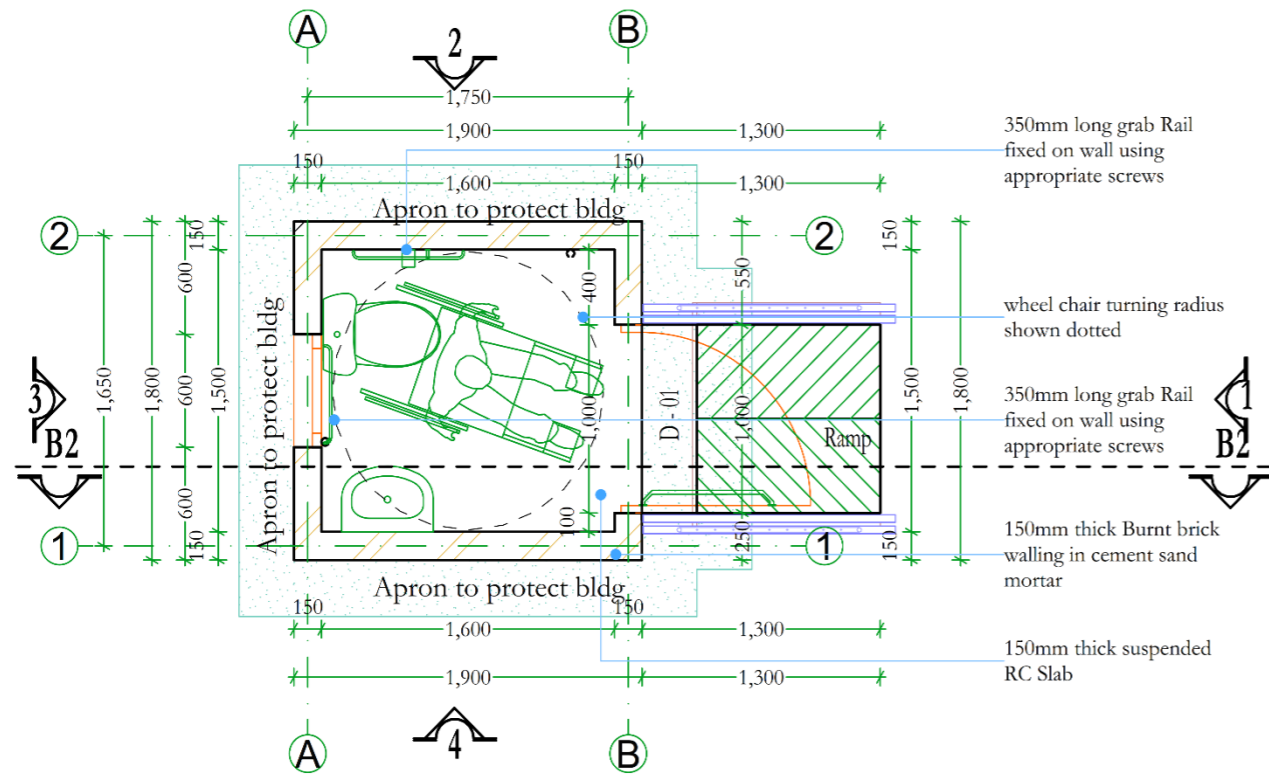 A
B
2
1,750
1,900
1,300
150
150
1,600
1,300
350mm long grab Rail
fixed on wall using
appropriate screws
Apron to protect bldg
2
2
150
150
550
400
600
600
600
150
1,500
1,650
1,800
wheel chair turning radius
shown dotted
Apron to protect bldg
3
B2
1
B2
350mm long grab Rail
fixed on wall using
appropriate screws
1,000
D - 01
1,000
Ramp
1,500
1,800
1
1
100
250
150
150mm thick Burnt brick
walling in cement sand
mortar
Apron to protect bldg
150
150
1,600
1,300
150mm thick suspended
RC Slab
1,900
1,300
4
A
B